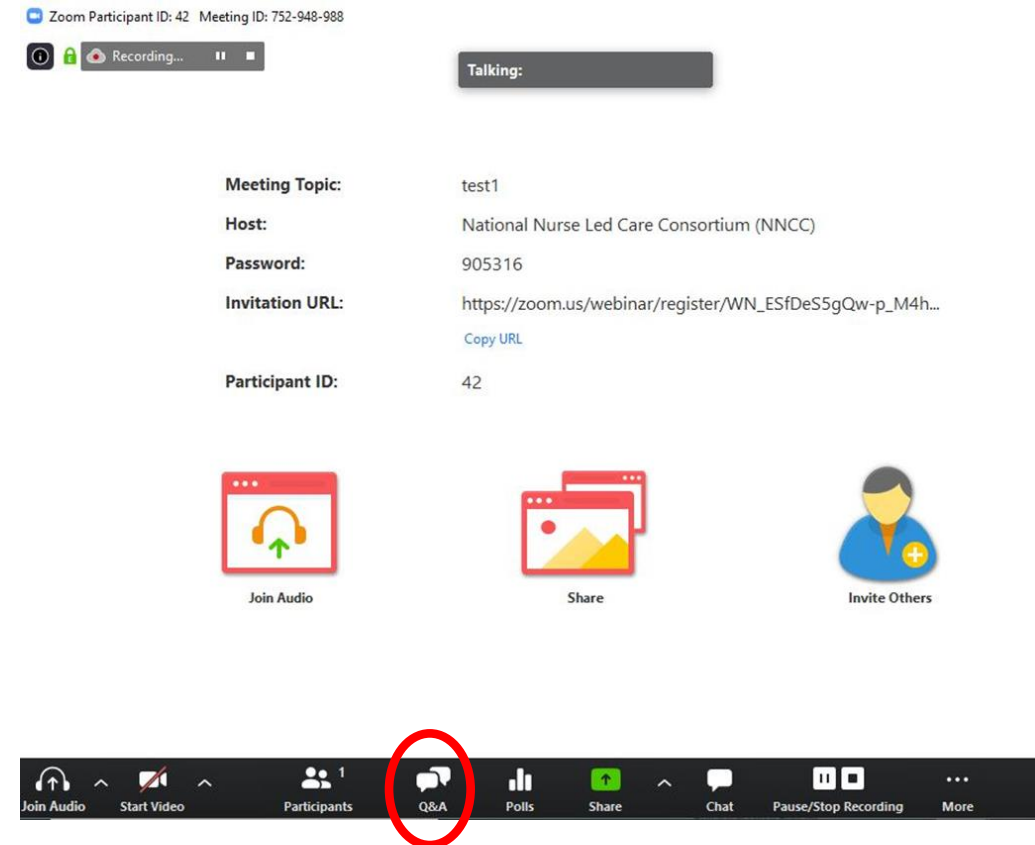 Zoom Participant ID: 42 Meeting ID: 752-948-988
Recording...
Talking:
Meeting Topic: test1
Host: National Nurse Led Care Consortium (NNCC)
Password: 905316
Invitation URL: https://zoom.us/webinar/register/WN_ESfDeS5gQw-p_M4h...
Copy URL
Participant ID: 42
Join Audio Share Invite Others
Join Audio Start Video Participants 1 Q&A Polls Share Chat Pause/Stop Recording More